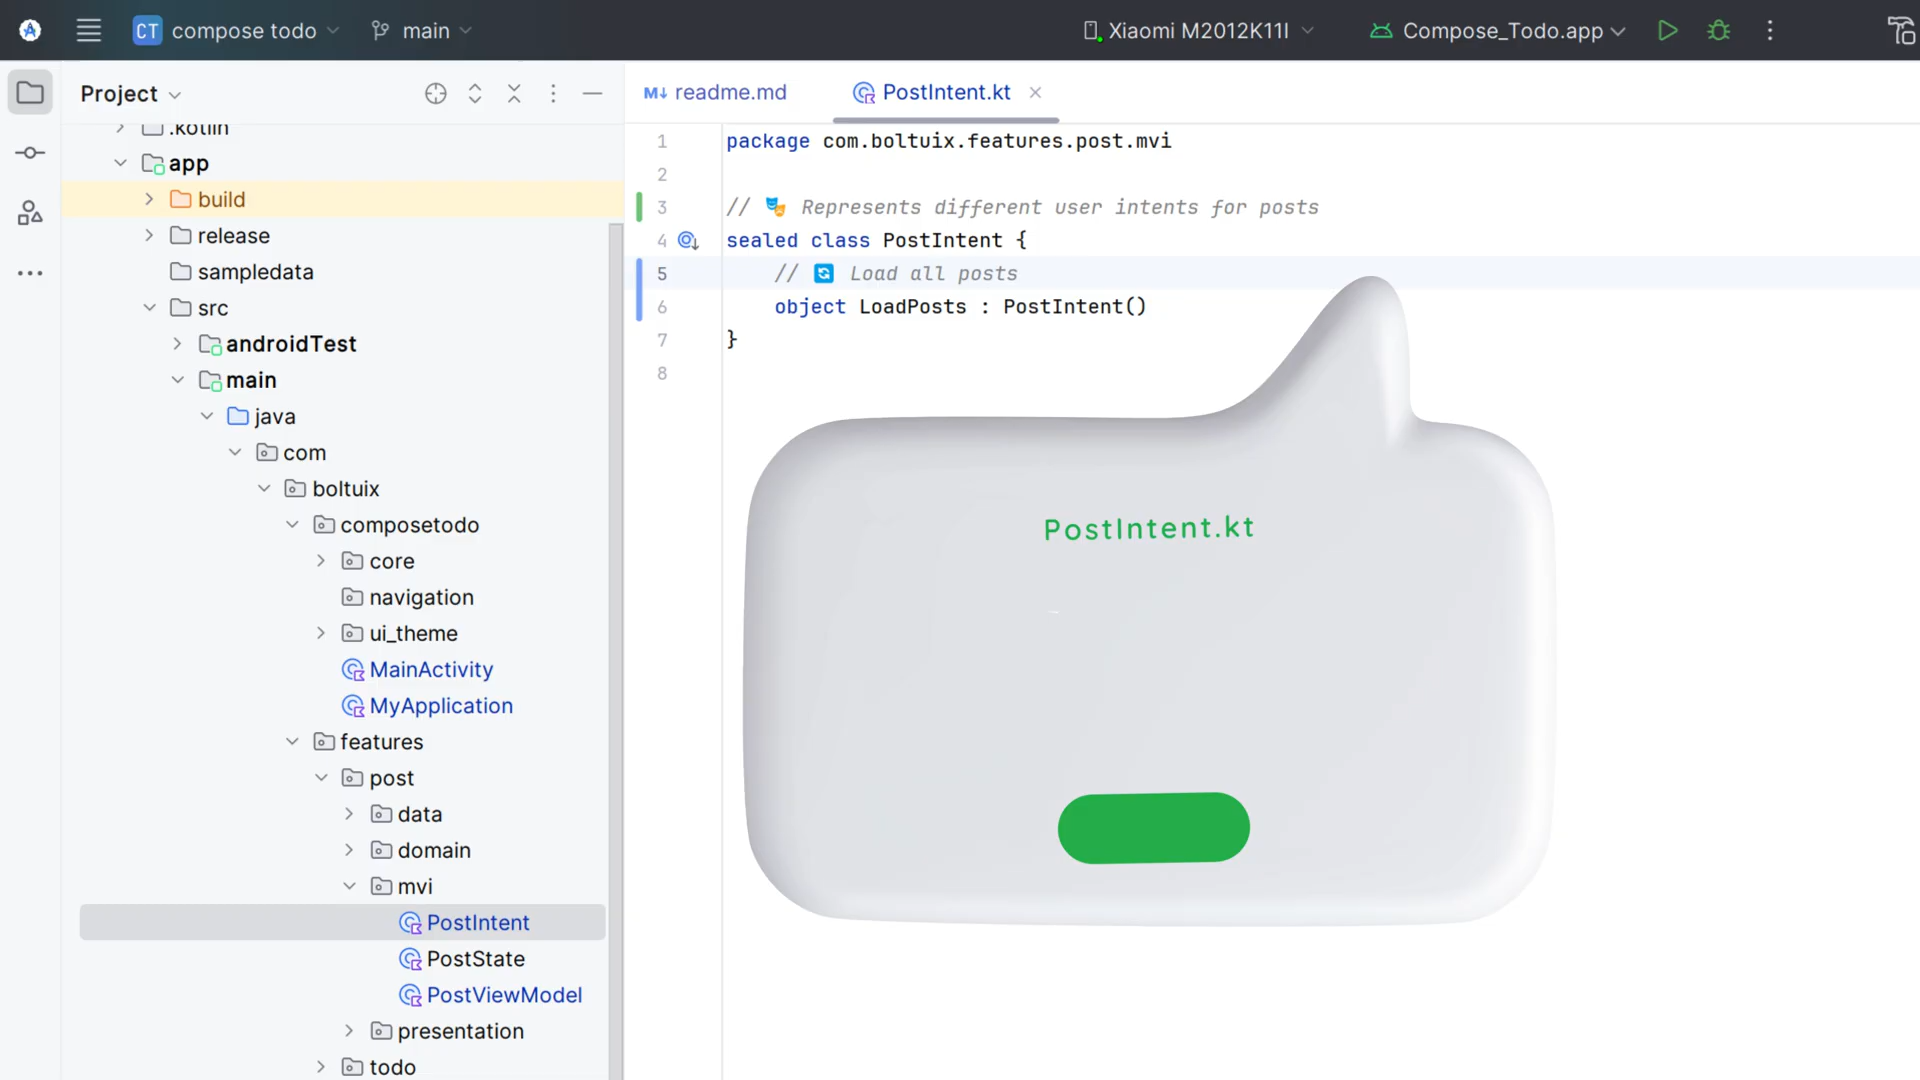 CT compose todo main Xiaomi M2012K11I Compose_Todo.app
Project
.kotlin
app
build
release
sampledata
src
androidTest
main
java
com
boltuix
composetodo
core
navigation
ui_theme
MainActivity
MyApplication
features
post
data
domain
mvi
PostIntent
PostState
PostViewModel
presentation
todo
M↓ readme.md PostIntent.kt
1 package com.boltuix.features.post.mvi
2
3 // 🎭 Represents different user intents for posts
4 sealed class PostIntent {
5 // 🔄 Load all posts
6 object LoadPosts : PostIntent()
7 }
8
PostIntent.kt